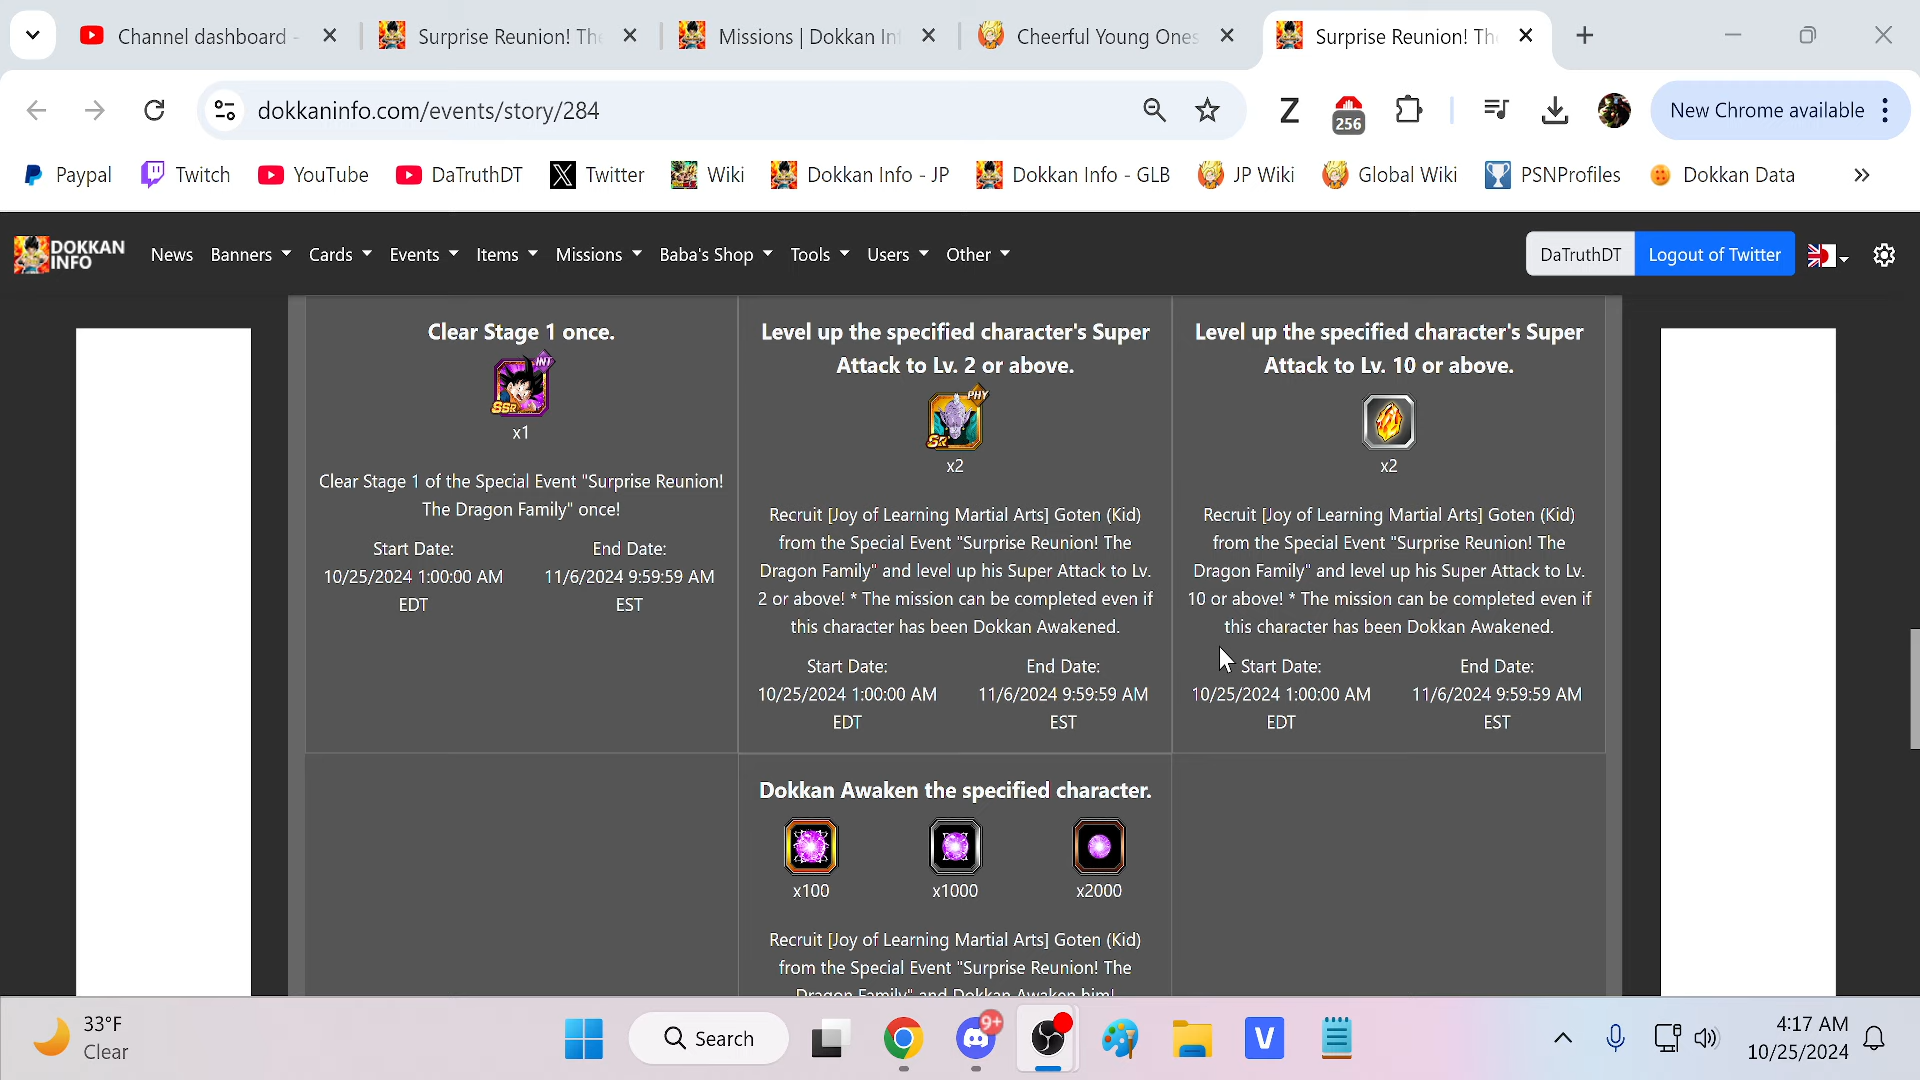 Channel dashboard -
Surprise Reunion! The
Missions | Dokkan Inf
Cheerful Young Ones
Surprise Reunion! The
dokkaninfo.com/events/story/284
Z
256
New Chrome available
Paypal
Twitch
YouTube
DaTruthDT
Twitter
Wiki
Dokkan Info - JP
Dokkan Info - GLB
JP Wiki
Global Wiki
PSNProfiles
Dokkan Data
»
DOKKAN
INFO
News
Banners
Cards
Events
Items
Missions
Baba's Shop
Tools
Users
Other
DaTruthDT
Logout of Twitter
Clear Stage 1 once.
INT
SSR
x1
Clear Stage 1 of the Special Event "Surprise Reunion!
The Dragon Family" once!
Start Date:
10/25/2024 1:00:00 AM
EDT
End Date:
11/6/2024 9:59:59 AM
EST
Level up the specified character's Super
Attack to Lv. 2 or above.
PHY
SR
x2
Recruit [Joy of Learning Martial Arts] Goten (Kid)
from the Special Event "Surprise Reunion! The
Dragon Family" and level up his Super Attack to Lv.
2 or above! * The mission can be completed even if
this character has been Dokkan Awakened.
Start Date:
10/25/2024 1:00:00 AM
EDT
End Date:
11/6/2024 9:59:59 AM
EST
Level up the specified character's Super
Attack to Lv. 10 or above.
x2
Recruit [Joy of Learning Martial Arts] Goten (Kid)
from the Special Event "Surprise Reunion! The
Dragon Family" and level up his Super Attack to Lv.
10 or above! * The mission can be completed even if
this character has been Dokkan Awakened.
Start Date:
10/25/2024 1:00:00 AM
EDT
End Date:
11/6/2024 9:59:59 AM
EST
Dokkan Awaken the specified character.
x100
x1000
x2000
Recruit [Joy of Learning Martial Arts] Goten (Kid)
from the Special Event "Surprise Reunion! The
Dragon Family" and Dokkan Awaken him!
33°F
Clear
Search
9+
V
4:17 AM
10/25/2024